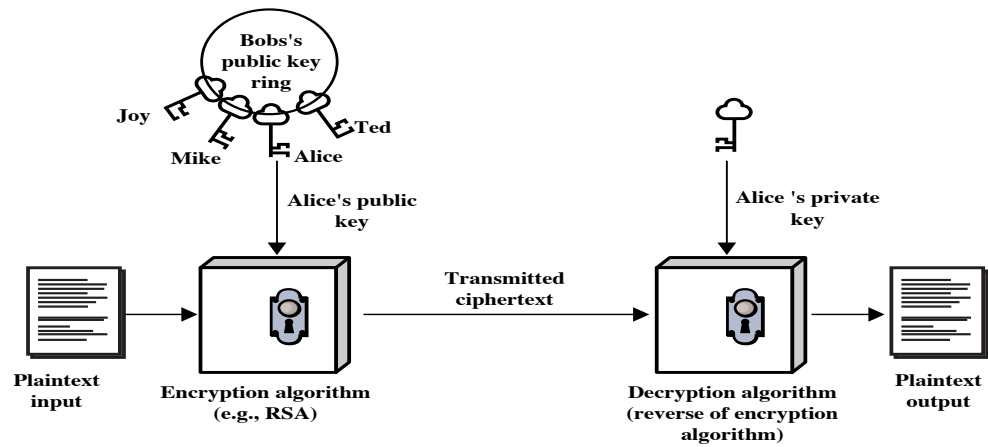 Bobs's
public key
ring
Joy
Ted
Mike
Alice
Alice's public
key
Alice 's private
key
Transmitted
ciphertext
Plaintext
input
Encryption algorithm
(e.g., RSA)
Decryption algorithm
(reverse of encryption
algorithm)
Plaintext
output